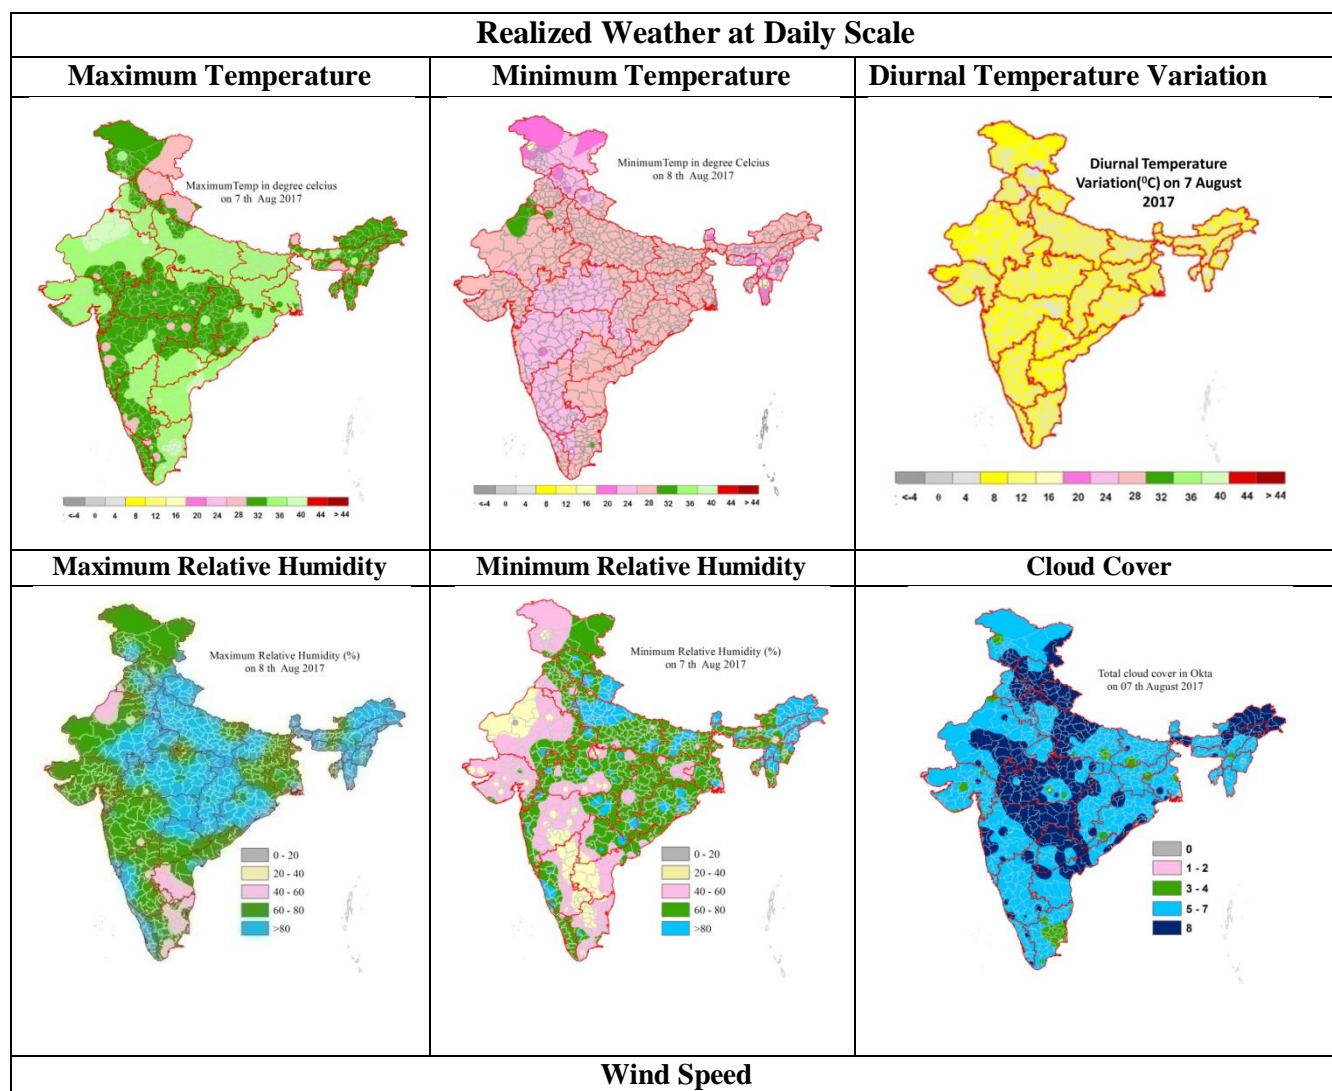 Realized Weather at Daily Scale
Maximum Temperature
Minimum Temperature
Diurnal Temperature Variation
MaximumTemp in degree celcius
on 7 th Aug 2017
<-4 0 4 8 12 16 20 24 28 32 36 40 44 > 44
MinimumTemp in degree Celcius
on 8 th Aug 2017
<-4 0 4 8 12 16 20 24 28 32 36 40 44 > 44
Diurnal Temperature
Variation(⁰C) on 7 August
2017
<-4 0 4 8 12 16 20 24 28 32 36 40 44 > 44
Maximum Relative Humidity
Minimum Relative Humidity
Cloud Cover
Maximum Relative Humidity (%)
on 8 th Aug 2017
0 - 20
20 - 40
40 - 60
60 - 80
>80
Minimum Relative Humidity (%)
on 7 th Aug 2017
0 - 20
20 - 40
40 - 60
60 - 80
>80
Total cloud cover in Okta
on 07 th August 2017
0
1 - 2
3 - 4
5 - 7
8
Wind Speed